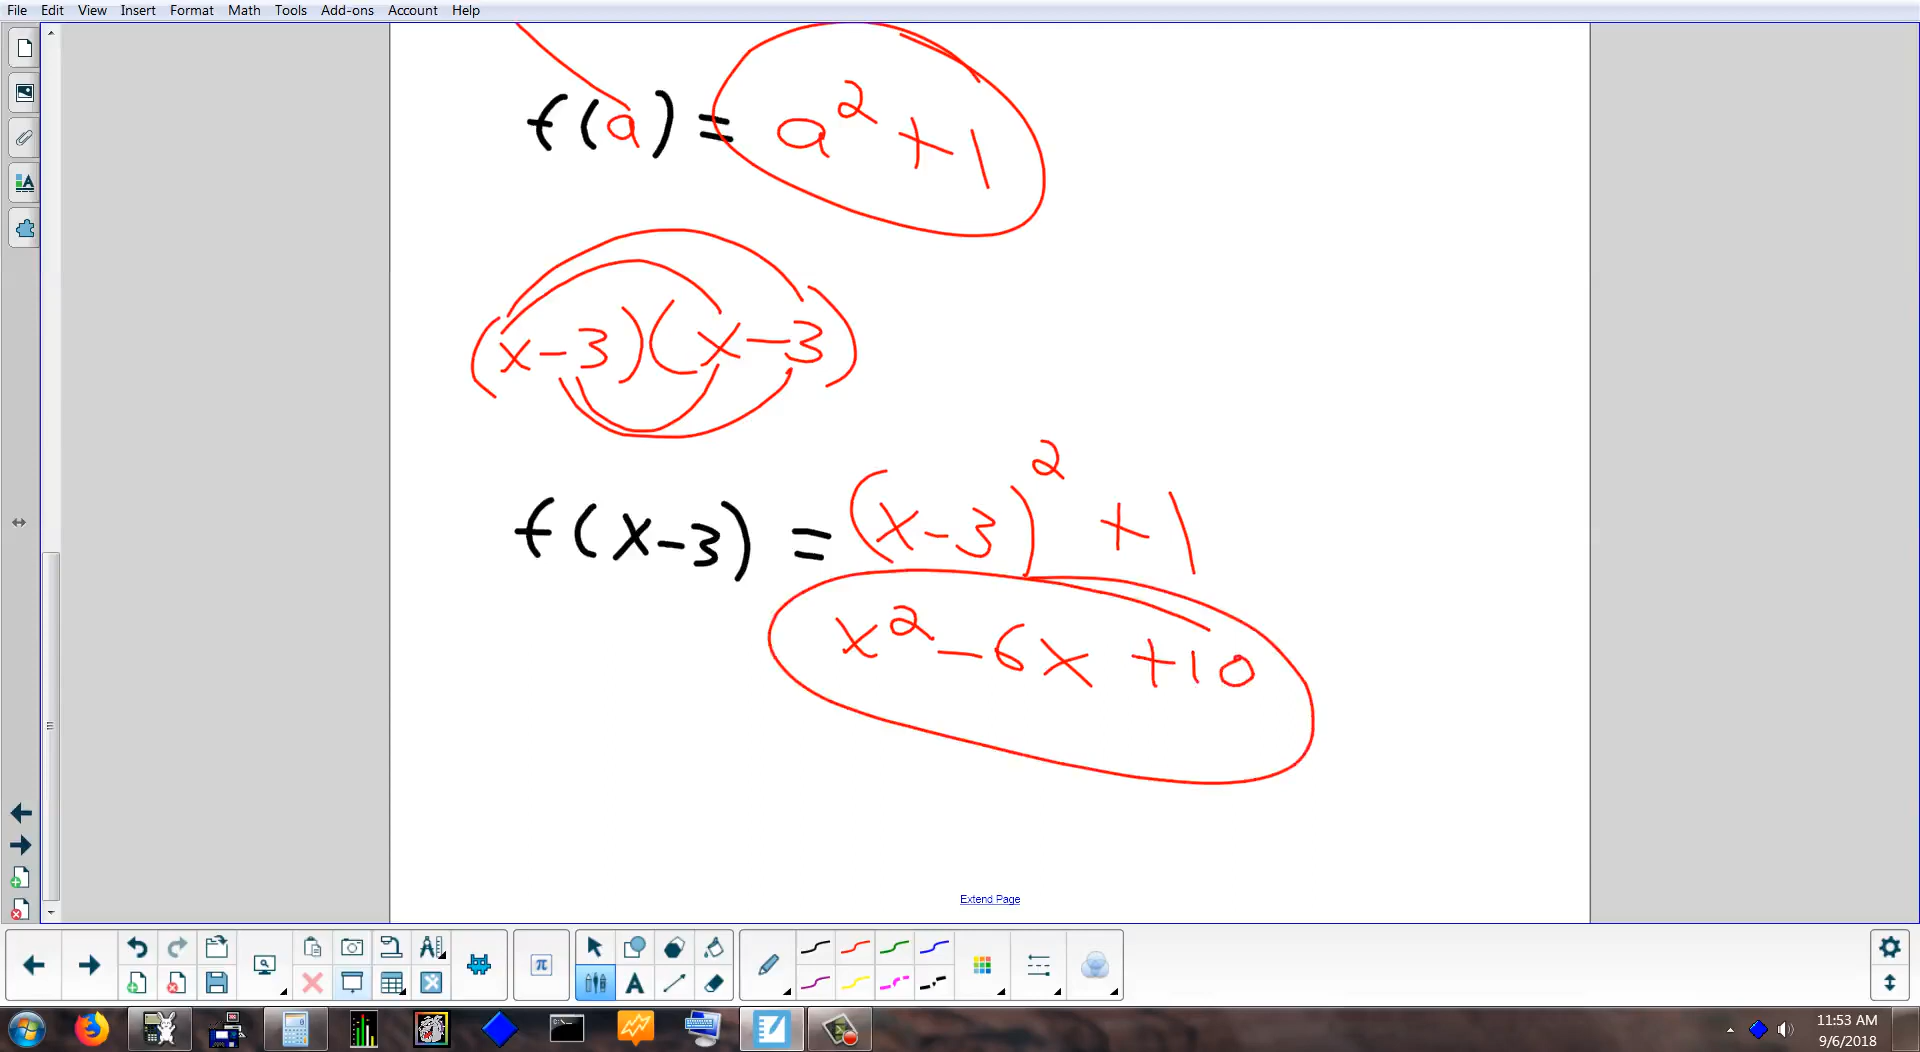 File Edit View Insert Format Math Tools Add-ons Account Help
f(a) = a² + 1
(x-3)(x-3)
f(x-3) = (x-3)² + 1
x² - 6x + 10
Extend Page
π
A
11:53 AM
9/6/2018